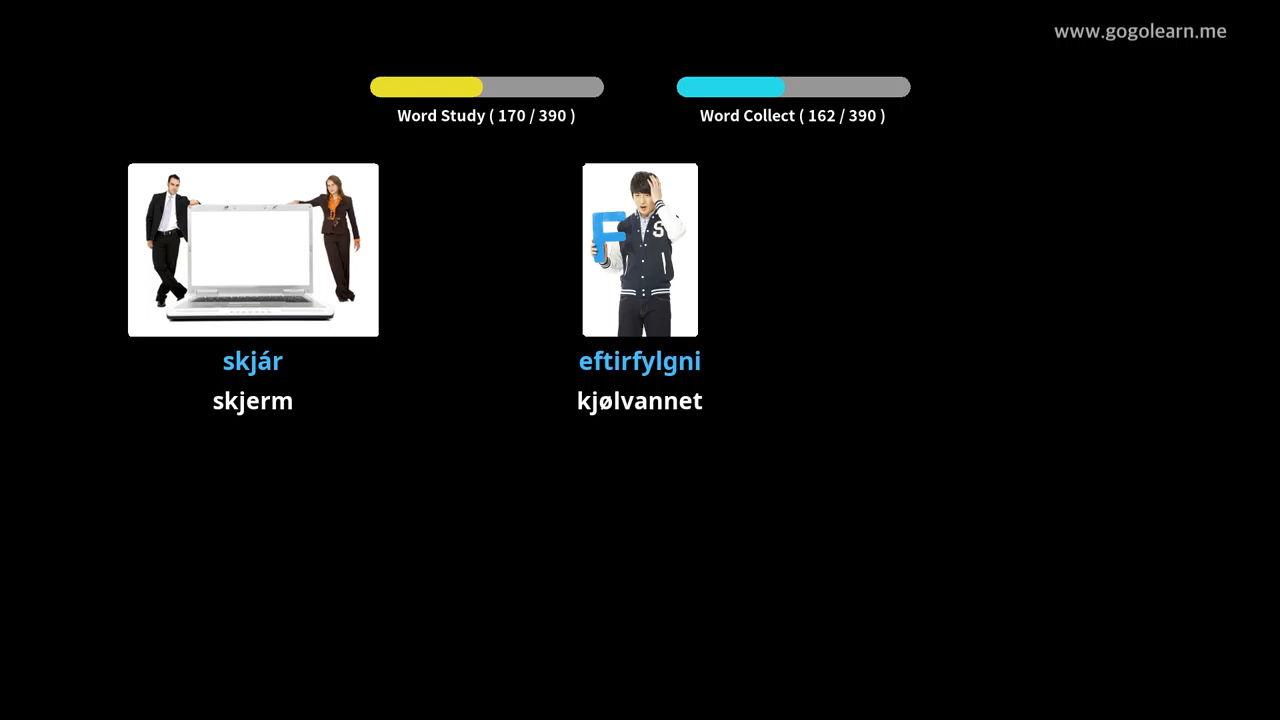 www.gogolearn.me
Word Study ( 170 / 390 )
Word Collect ( 162 / 390 )
F
S
skjár
eftirfylgni
skjerm
kjølvannet